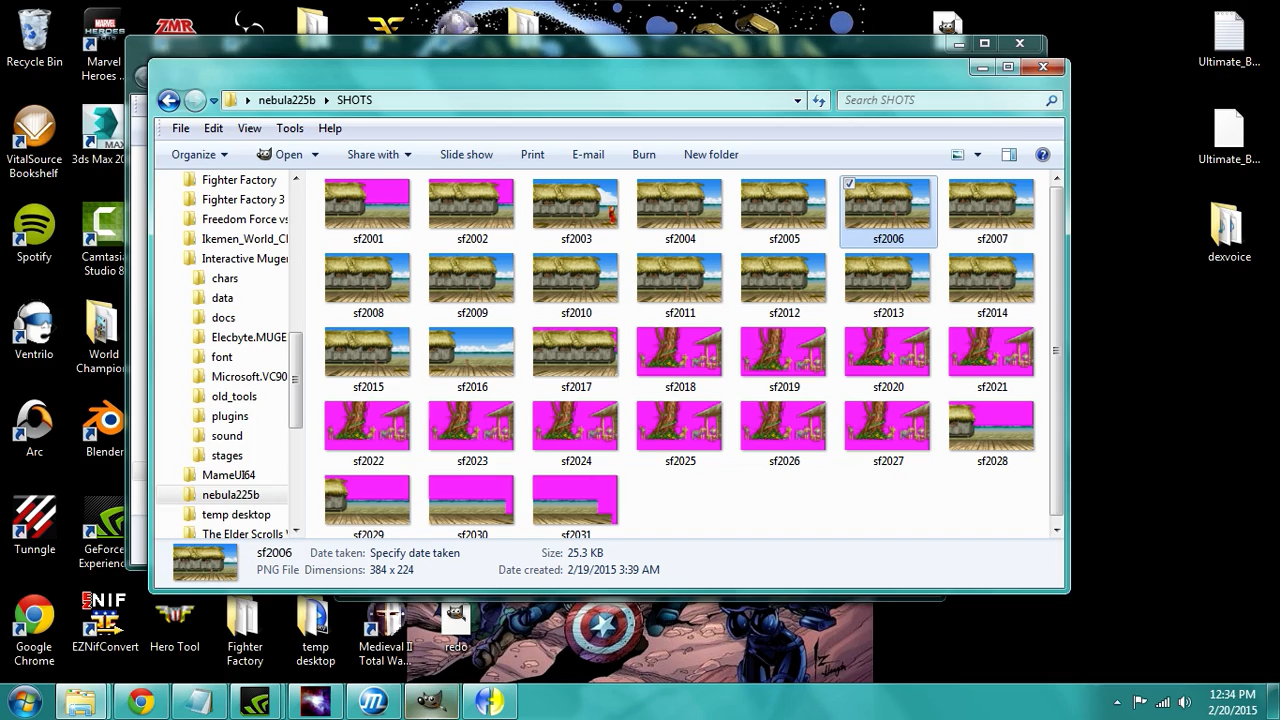 ZMR
Recycle Bin
Marvel
Heroes ...
Ultimate_B...
nebula225b
SHOTS
Search SHOTS
File
Edit
View
Tools
Help
Organize
Open
Share with
Slide show
Print
E-mail
Burn
New folder
VitalSource
Bookshelf
3ds Max 20
MAX
Ultimate_B...
Spotify
Camtasia
Studio 8
dexvoice
Ventrilo
World
Champion
Arc
Blender
Tunngle
GeForce
Experience
Fighter Factory
Fighter Factory 3
Freedom Force vs
Ikemen_World_Cl
Interactive Muger
chars
data
docs
Elecbyte.MUGE
font
Microsoft.VC90
old_tools
plugins
sound
stages
MameUI64
nebula225b
temp desktop
The Elder Scrolls V
sf2001
sf2002
sf2003
sf2004
sf2005
sf2006
sf2007
sf2008
sf2009
sf2010
sf2011
sf2012
sf2013
sf2014
sf2015
sf2016
sf2017
sf2018
sf2019
sf2020
sf2021
sf2022
sf2023
sf2024
sf2025
sf2026
sf2027
sf2028
sf2029
sf2030
sf2031
sf2006 Date taken: Specify date taken Size: 25.3 KB
PNG File Dimensions: 384 x 224 Date created: 2/19/2015 3:39 AM
NIF
Google
Chrome
EZNifConvert
Hero Tool
Fighter
Factory
temp
desktop
Medieval II
Total Wa...
redo
12:34 PM
2/20/2015